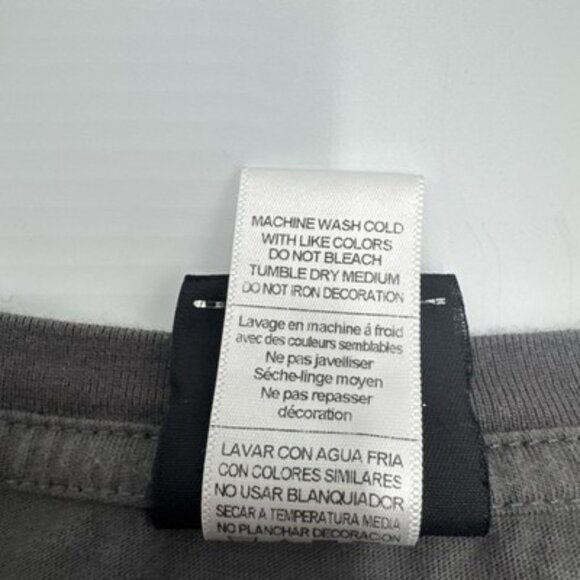 MACHINE WASH COLD
WITH LIKE COLORS
DO NOT BLEACH
TUMBLE DRY MEDIUM
DO NOT IRON DECORATION
Lavage en machine á froid
avec des couleurs semblables
Ne pas javelliser
Séche-linge moyen
Ne pas repasser
décoration
LAVAR CON AGUA FRIA
CON COLORES SIMILARES
NO USAR BLANQUIADOR
SECAR A TEMPERATURA MEDIA
NO PLANCHAR DECORACION